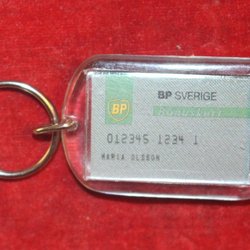 BP SVERIGE
BP
012345 1234 1
MARIA OLSSON